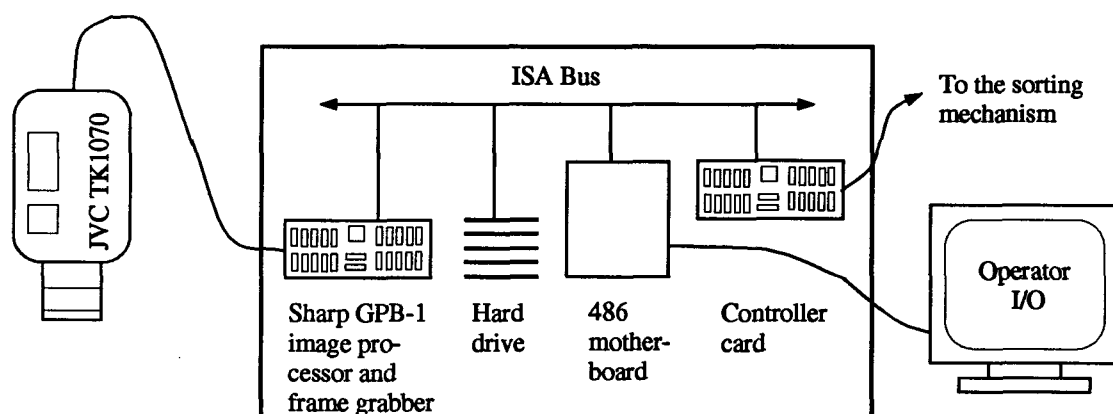 JVC TK1070
ISA Bus
To the sorting
mechanism
Sharp GPB-1
image pro-
cessor and
frame grabber
Hard
drive
486
mother-
board
Controller
card
Operator
I/O